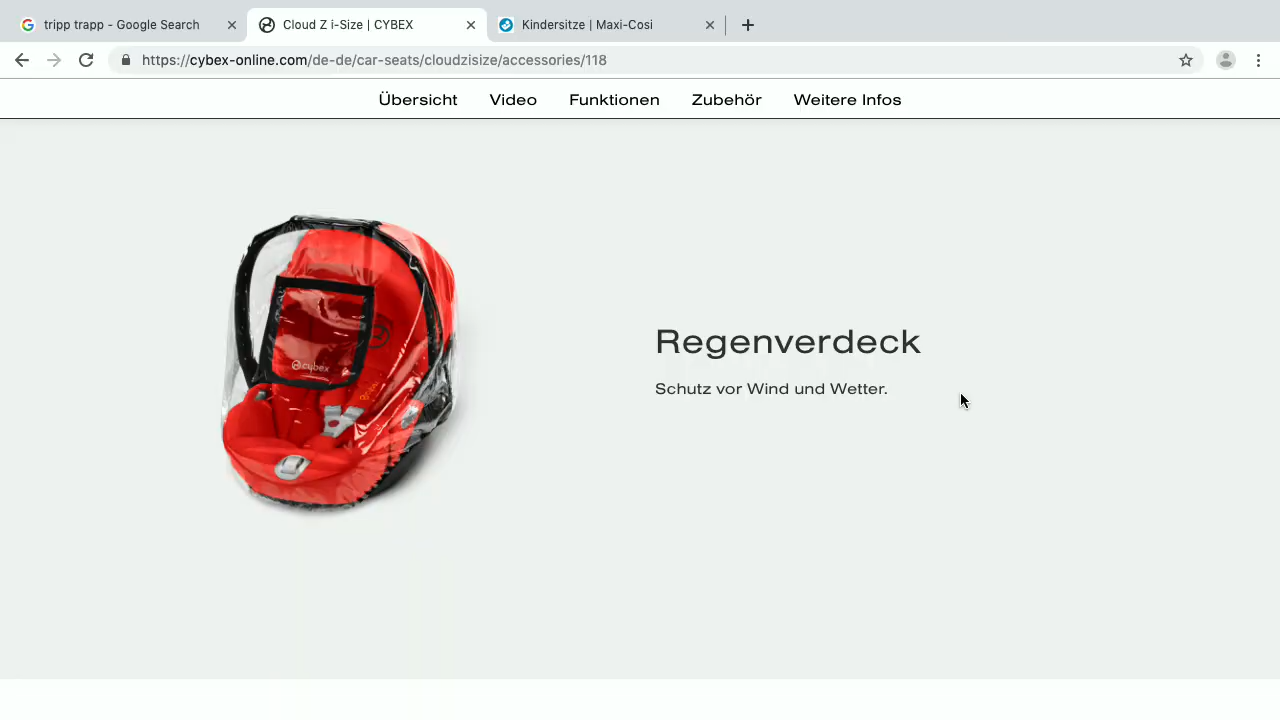 tripp trapp - Google Search
Cloud Z i-Size | CYBEX
Kindersitze | Maxi-Cosi
https://cybex-online.com/de-de/car-seats/cloudzisize/accessories/118
Übersicht Video Funktionen Zubehör Weitere Infos
cybex
Regenverdeck
Schutz vor Wind und Wetter.